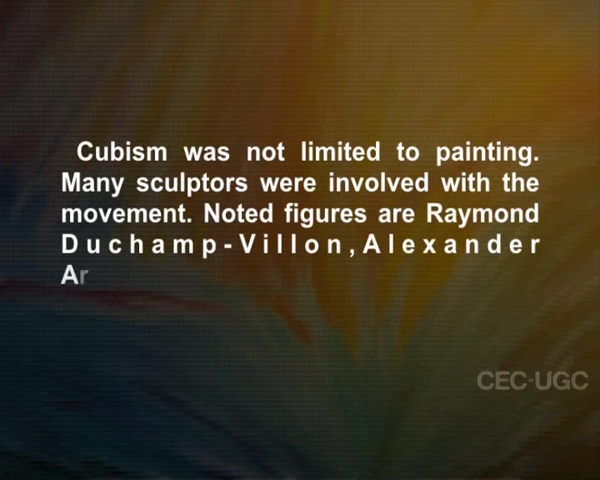 Cubism was not limited to painting.
Many sculptors were involved with the
movement. Noted figures are Raymond
Duchamp-Villon,Alexander
Ar
CEC-UGC